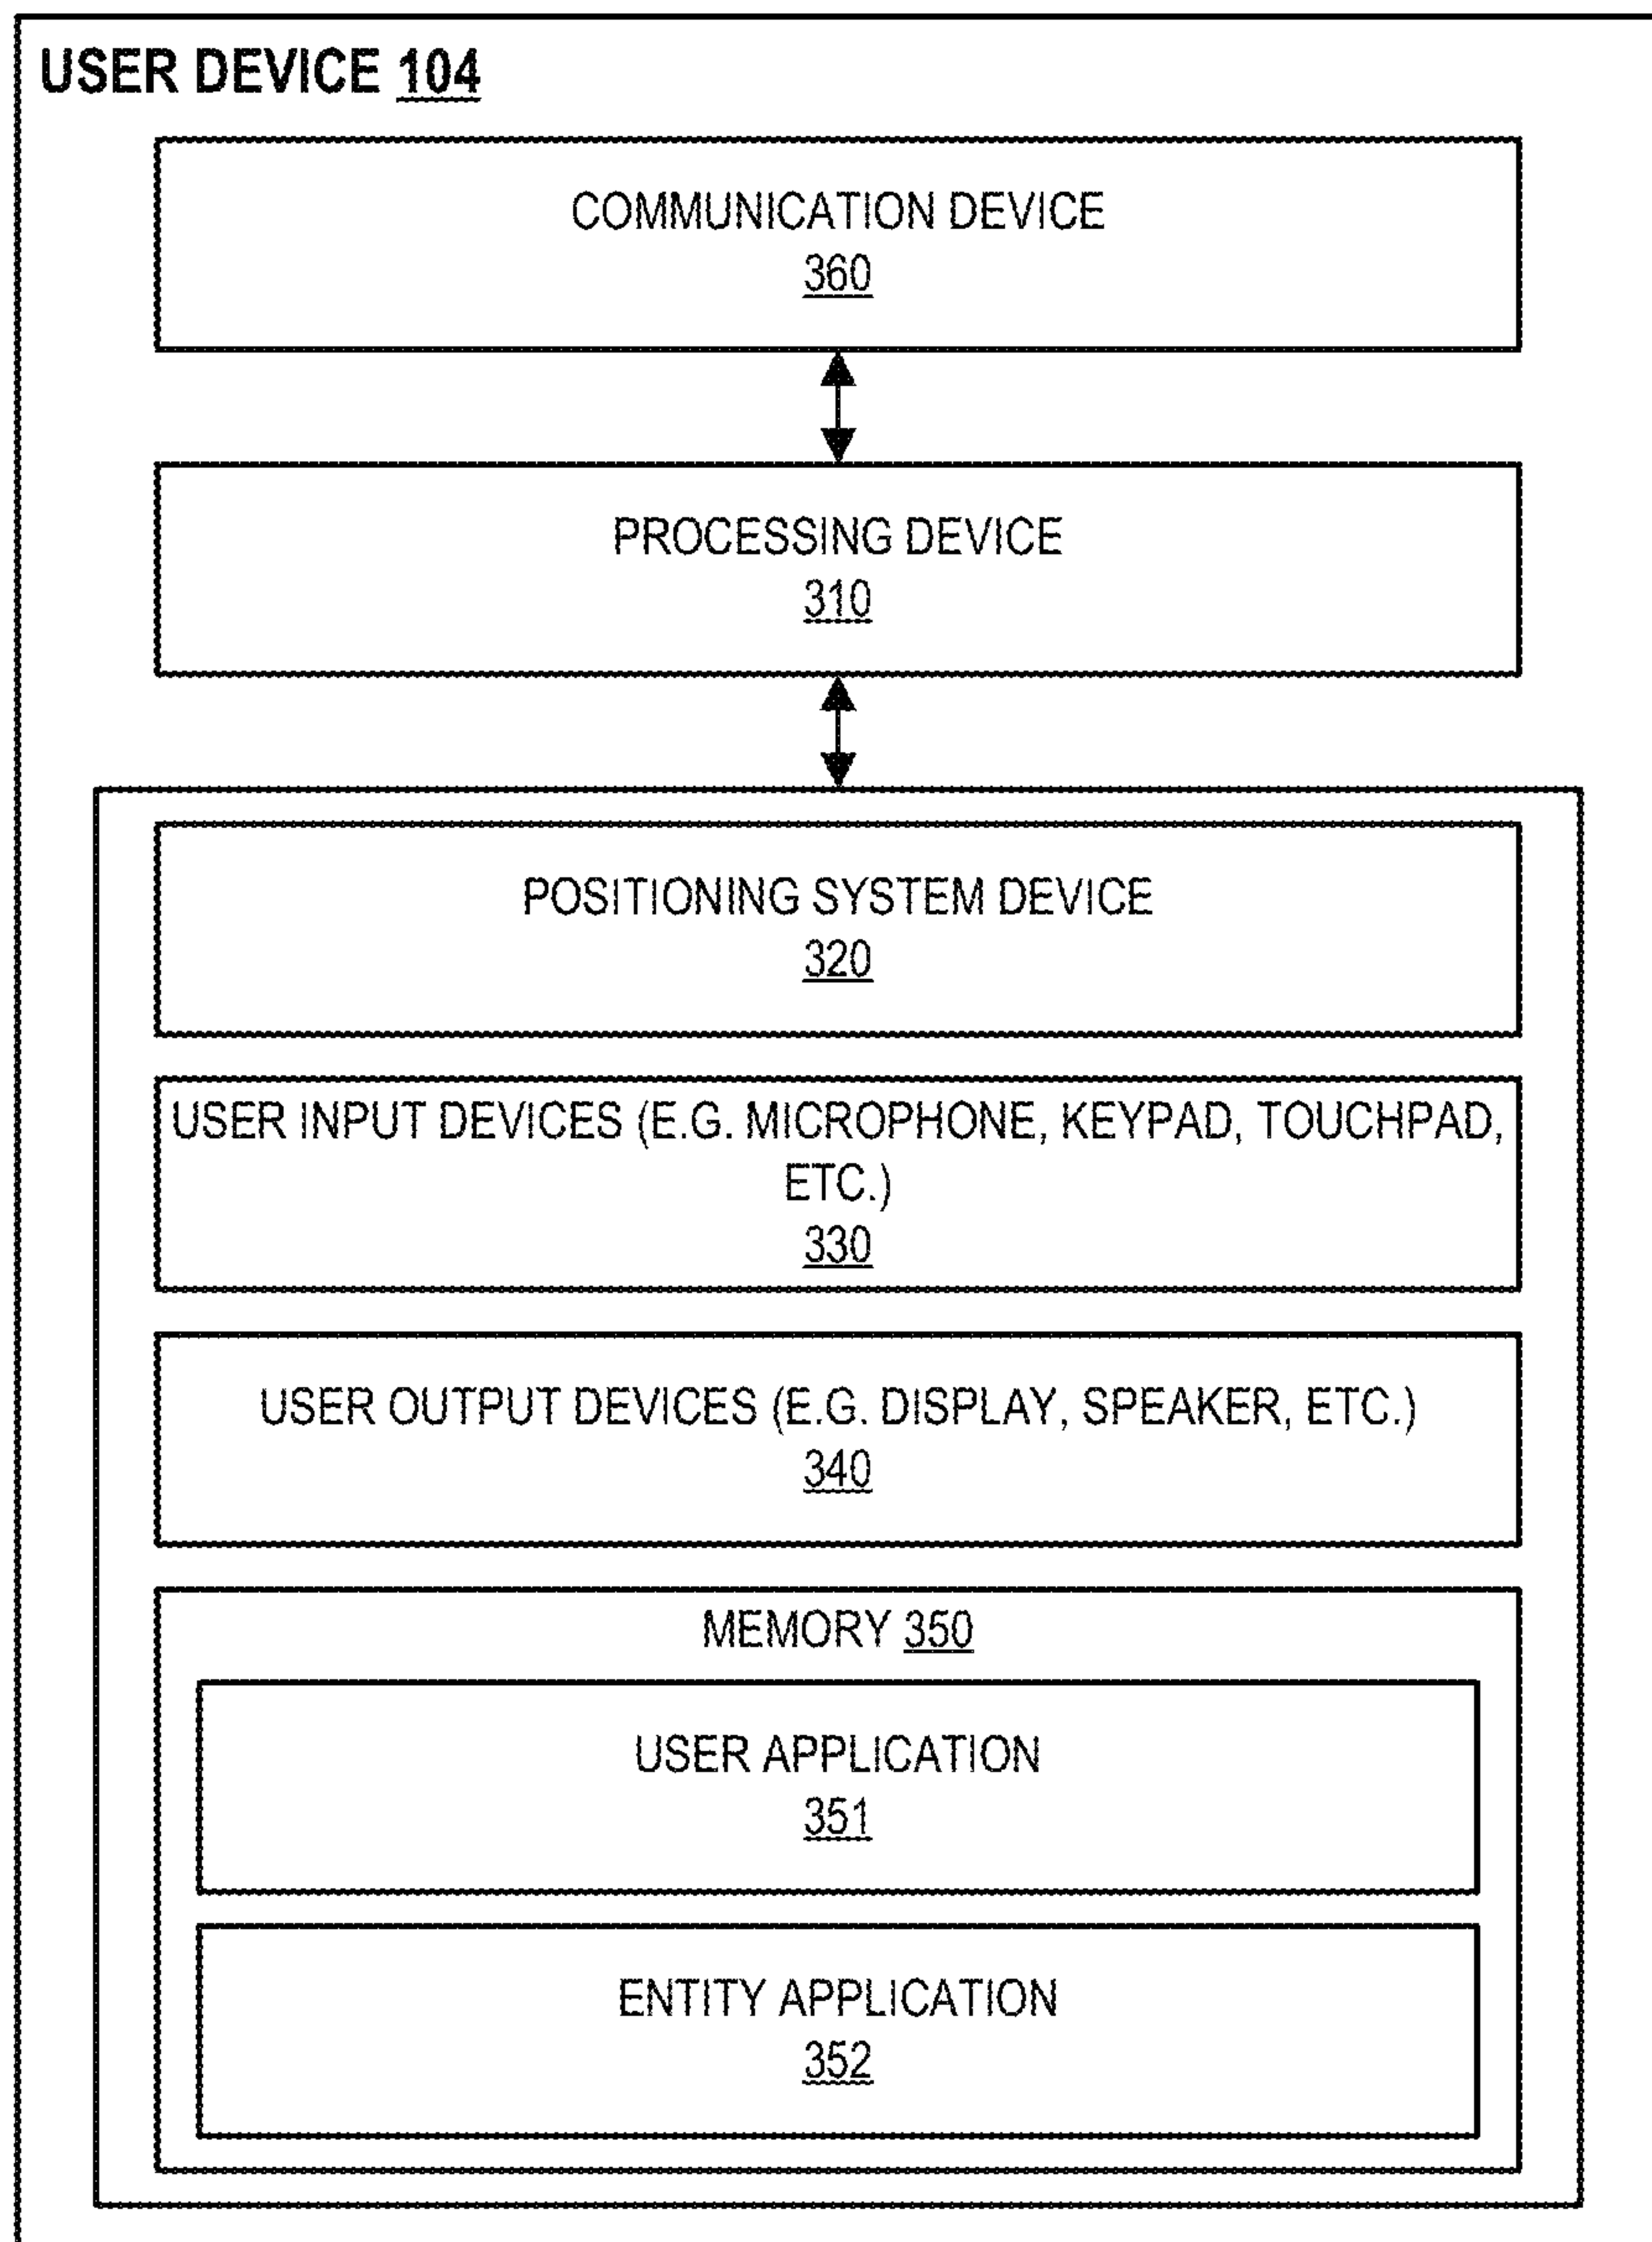 USER DEVICE 104
COMMUNICATION DEVICE
360
PROCESSING DEVICE
310
POSITIONING SYSTEM DEVICE
320
USER INPUT DEVICES (E.G. MICROPHONE, KEYPAD, TOUCHPAD,
ETC.)
330
USER OUTPUT DEVICES (E.G. DISPLAY, SPEAKER, ETC.)
340
MEMORY 350
USER APPLICATION
351
ENTITY APPLICATION
352